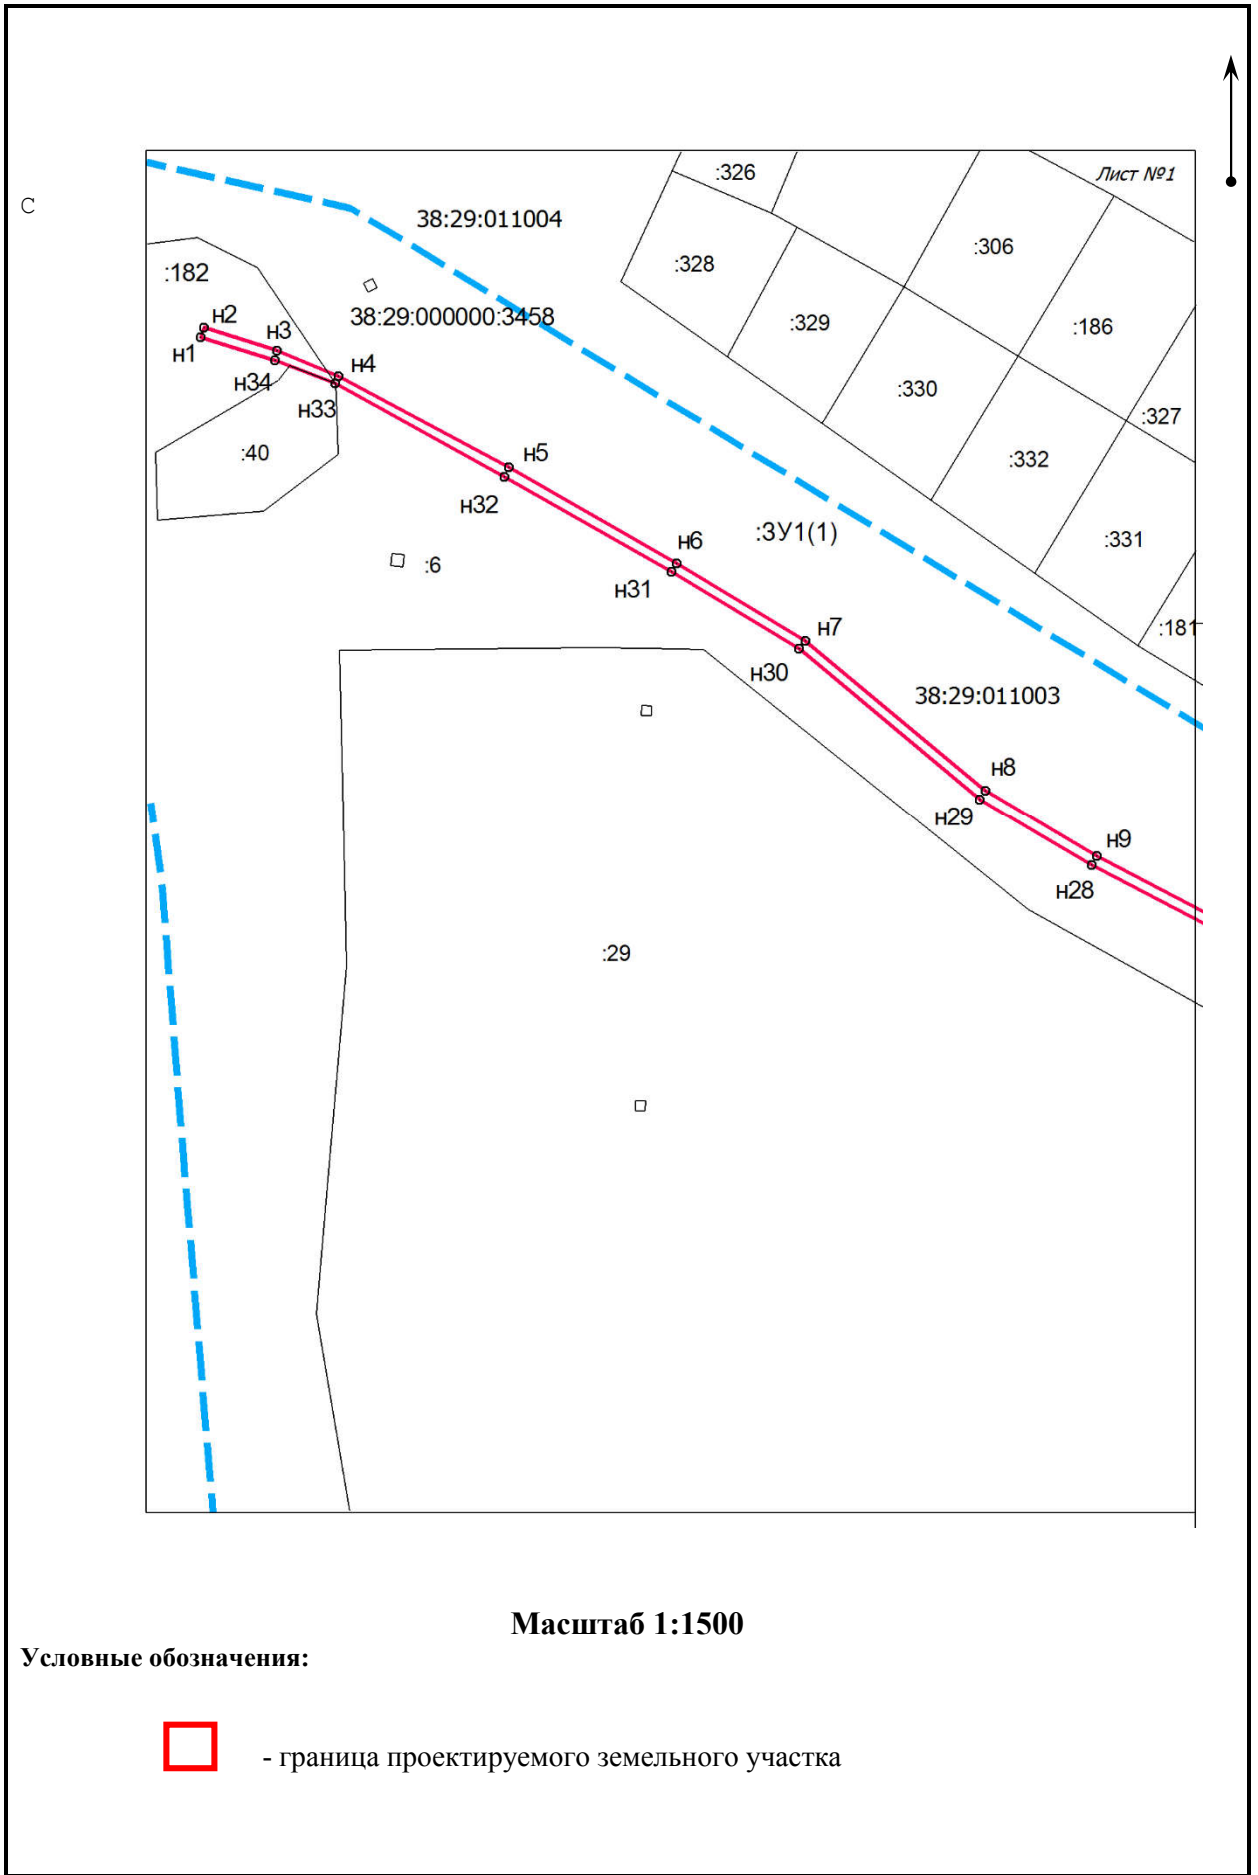 Лист №1
:326
С
38:29:011004
:306
:328
:182
38:29:000000:3458
н2
:329
:186
н3
н1
н4
н34
:330
н33
:327
:40
н5
:332
н32
:ЗУ1(1)
:331
н6
:6
н31
н7
:181
н30
38:29:011003
н8
н29
н9
н28
:29
Масштаб 1:1500
Условные обозначения:
- граница проектируемого земельного участка